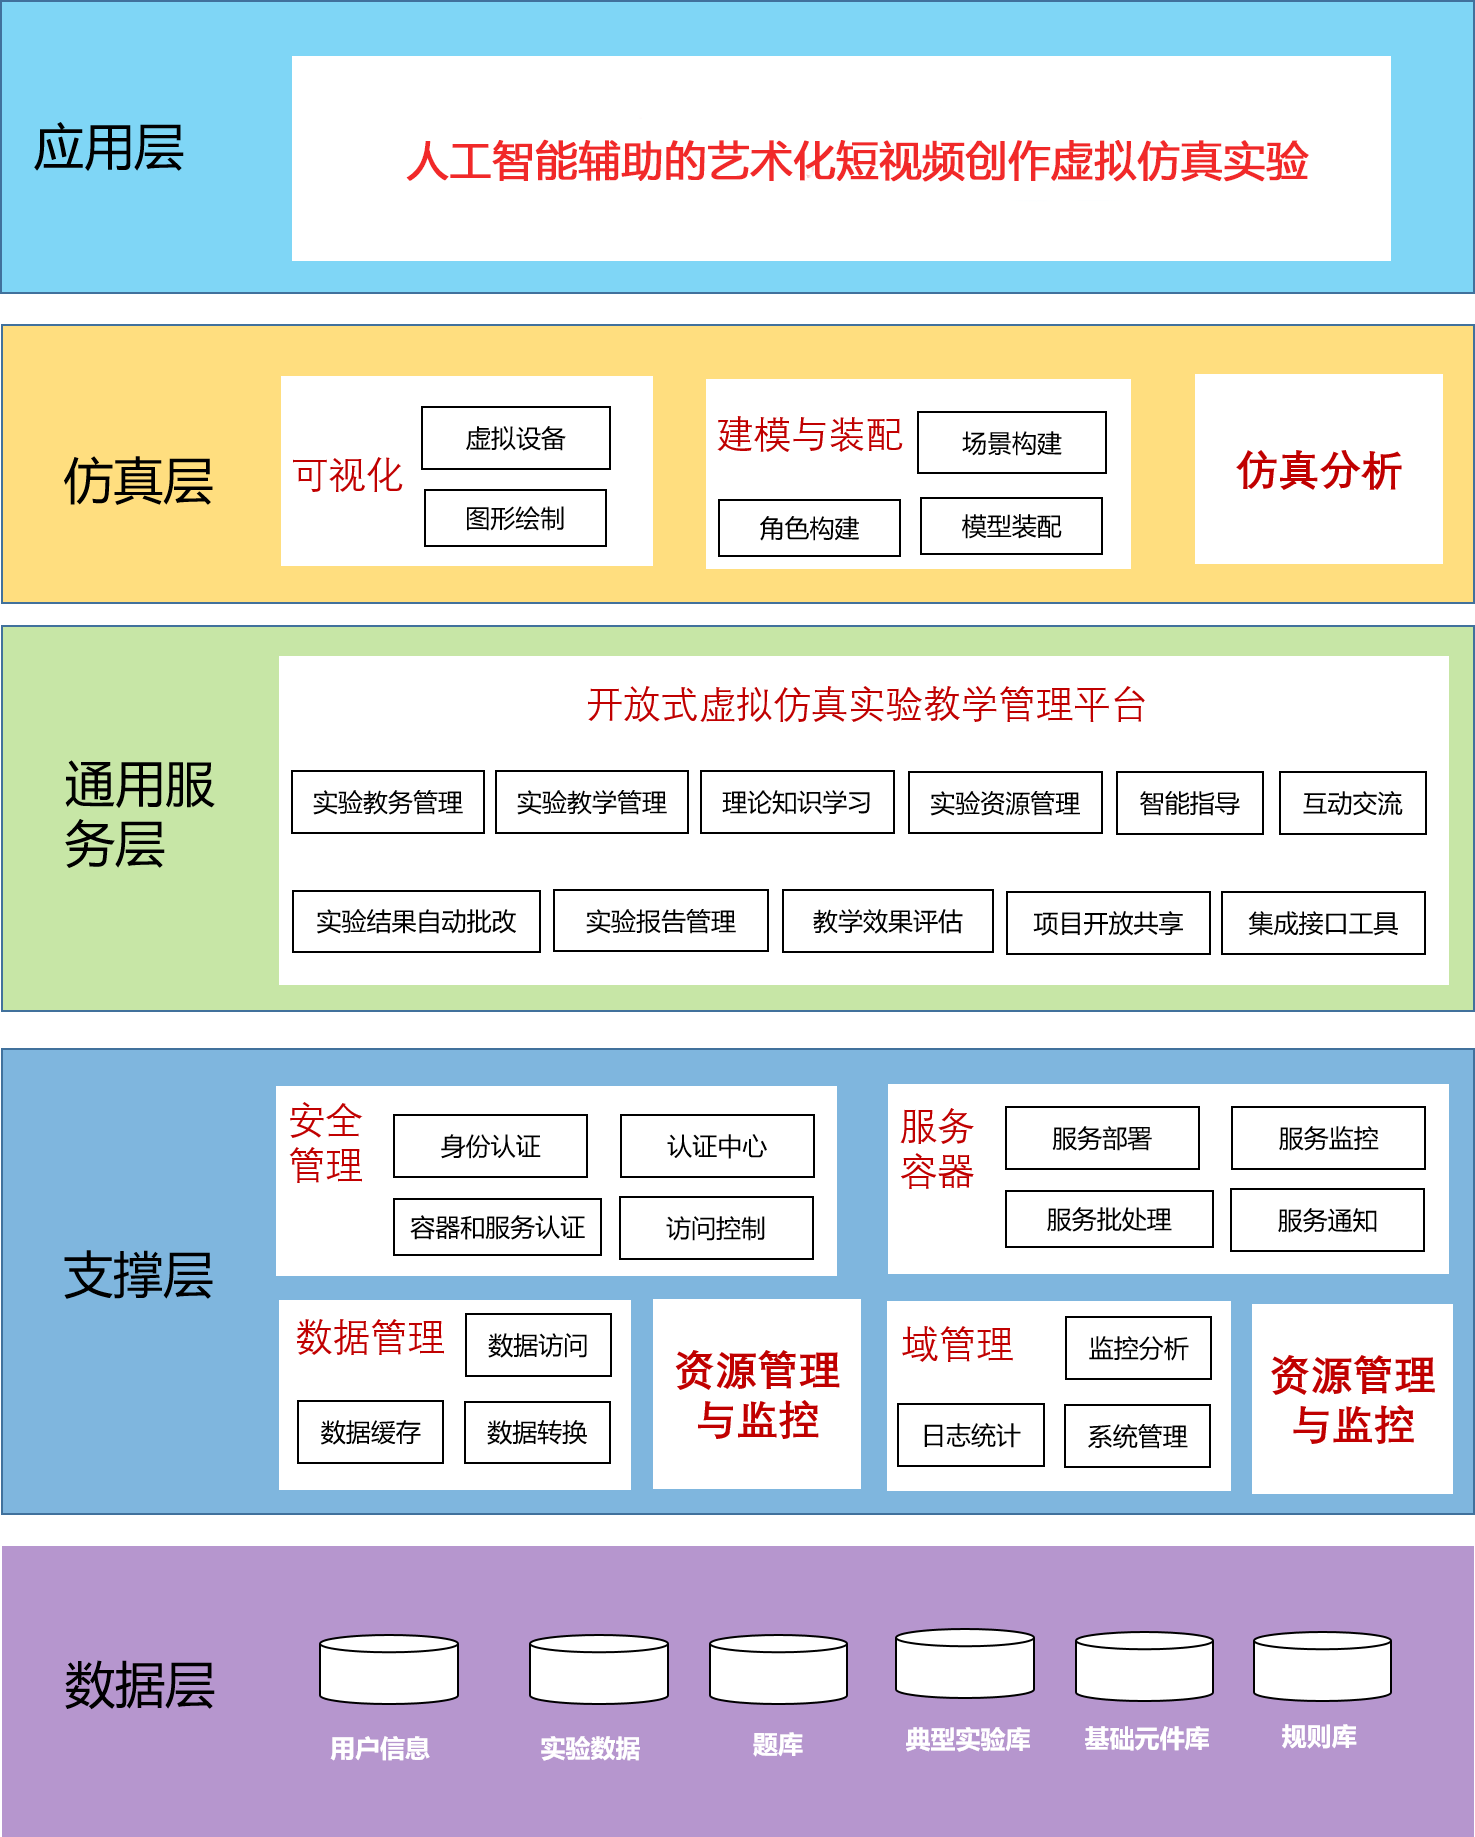 应用层
人工智能辅助的艺术化短视频创作虚拟仿真实验
仿真层
可视化
虚拟设备
图形绘制
建模与装配
场景构建
角色构建
模型装配
仿真分析
通用服
务层
开放式虚拟仿真实验教学管理平台
实验教务管理
实验教学管理
理论知识学习
实验资源管理
智能指导
互动交流
实验结果自动批改
实验报告管理
教学效果评估
项目开放共享
集成接口工具
支撑层
安全
管理
身份认证
认证中心
容器和服务认证
访问控制
服务
容器
服务部署
服务监控
服务批处理
服务通知
数据管理
数据访问
数据缓存
数据转换
资源管理
与监控
域管理
监控分析
日志统计
系统管理
资源管理
与监控
数据层
用户信息
实验数据
题库
典型实验库
基础元件库
规则库